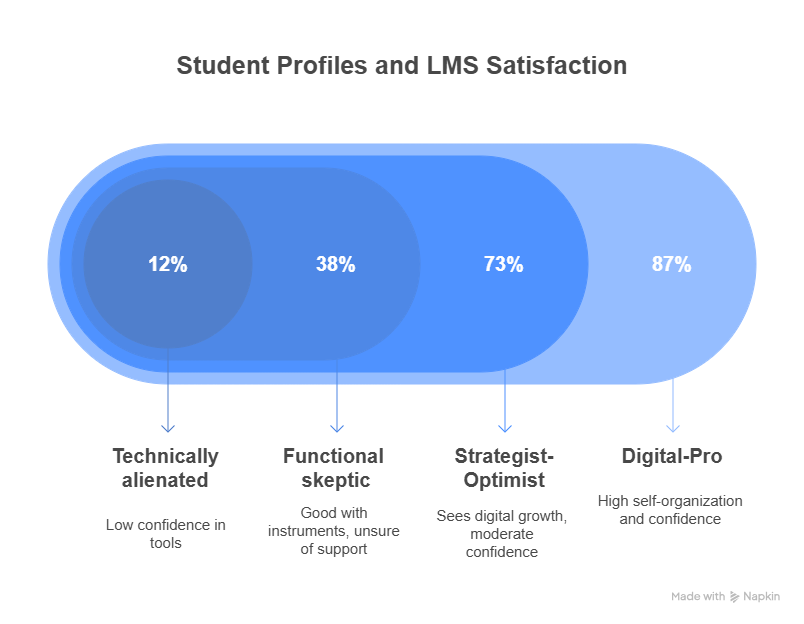 Student Profiles and LMS Satisfaction
12%
38%
73%
87%
Technically
alienated
Low confidence in
tools
Functional
skeptic
Good with
instruments, unsure
of support
Strategist-
Optimist
Sees digital growth,
moderate
confidence
Digital-Pro
High self-organization
and confidence
Made with Napkin